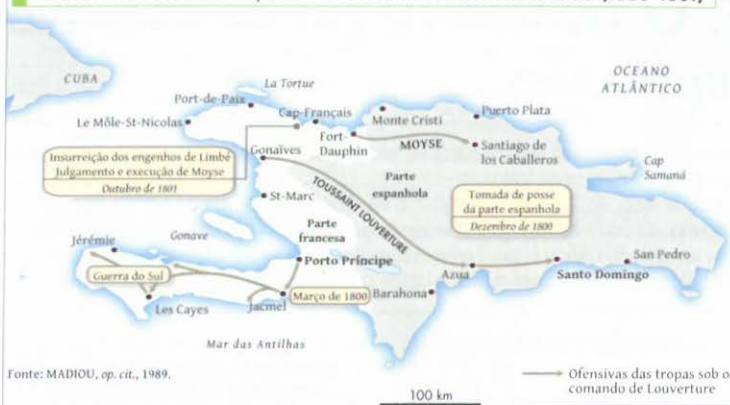 CUBA
La Tortue
OCEANO
ATLÂNTICO
Port-de-Paix
Cap-Français
Monte Cristi
Puerto Plata
Le Môle-St-Nicolas
Fort-
Dauphin
MOYSE
Santiago de
los Caballeros
Insurreição dos engenhos de Limbé
Julgamento e execução de Moyse
Outubro de 1801
Gonaïves
Cap
Samaná
Parte
espanhola
TOUSSAINT LOUVERTURE
Tomada de posse
da parte espanhola
Dezembro de 1800
St-Marc
Parte
francesa
Gonave
Jérémie
Porto Príncipe
San Pedro
Guerra do Sul
Azua
Santo Domingo
Março de 1800
Barahona
Les Cayes
Jacmel
Mar das Antilhas
Fonte: MADIOU, op. cit., 1989.
Ofensivas das tropas sob o
comando de Louverture
100 km